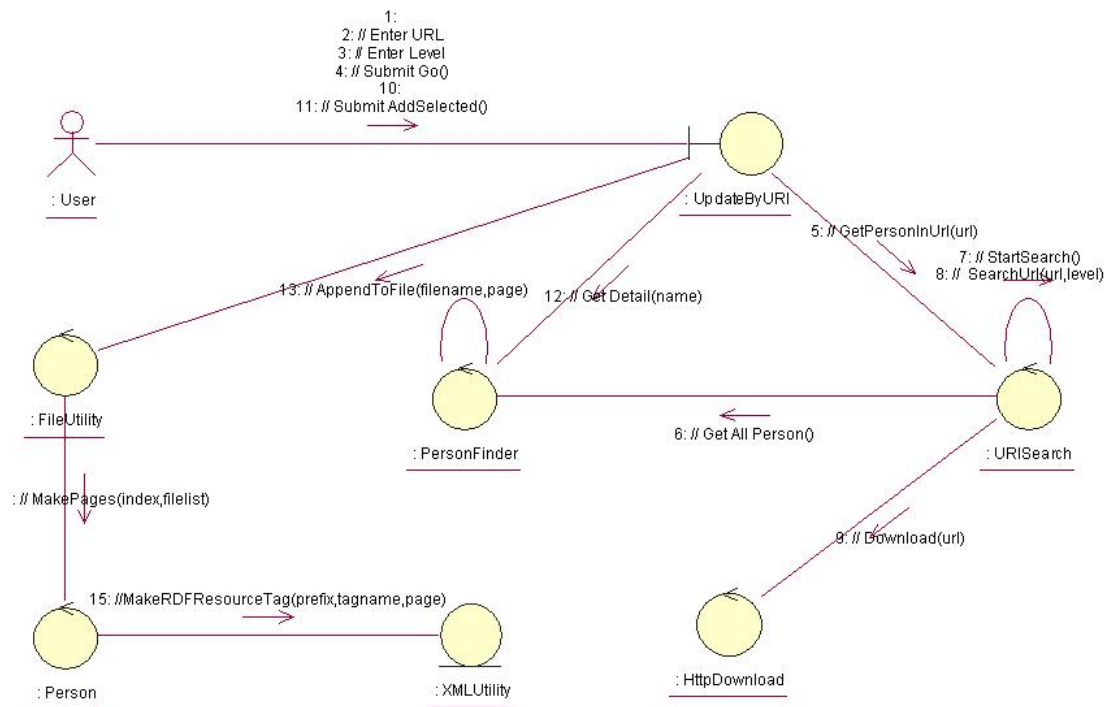 1:
2: // Enter URL
3: // Enter Level
4: // Submit Go()
10:
11: // Submit AddSelected()
: User
: UpdateByURI
5: // GetPersonInUrl(url)
7: // StartSearch()
8: // SearchUrl(url,level)
13: // AppendToFile(filename,page)
12: // Get Detail(name)
: FileUtility
6: // Get All Person()
: PersonFinder
: URISearch
: // MakePages(index,filelist)
9: // Download(url)
15: //MakeRDFResourceTag(prefix,tagname,page)
: Person
: XMLUtility
: HttpDownload